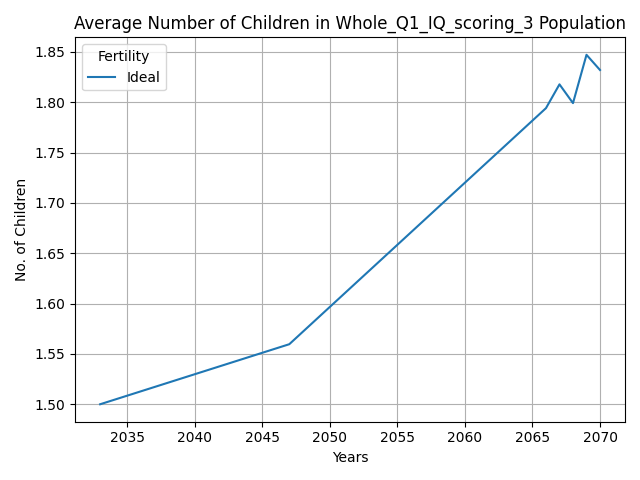 Average Number of Children in Whole_Q1_IQ_scoring_3 Population
Fertility
Ideal
No. of Children
1.85
1.80
1.75
1.70
1.65
1.60
1.55
1.50
2035 2040 2045 2050 2055 2060 2065 2070
Years